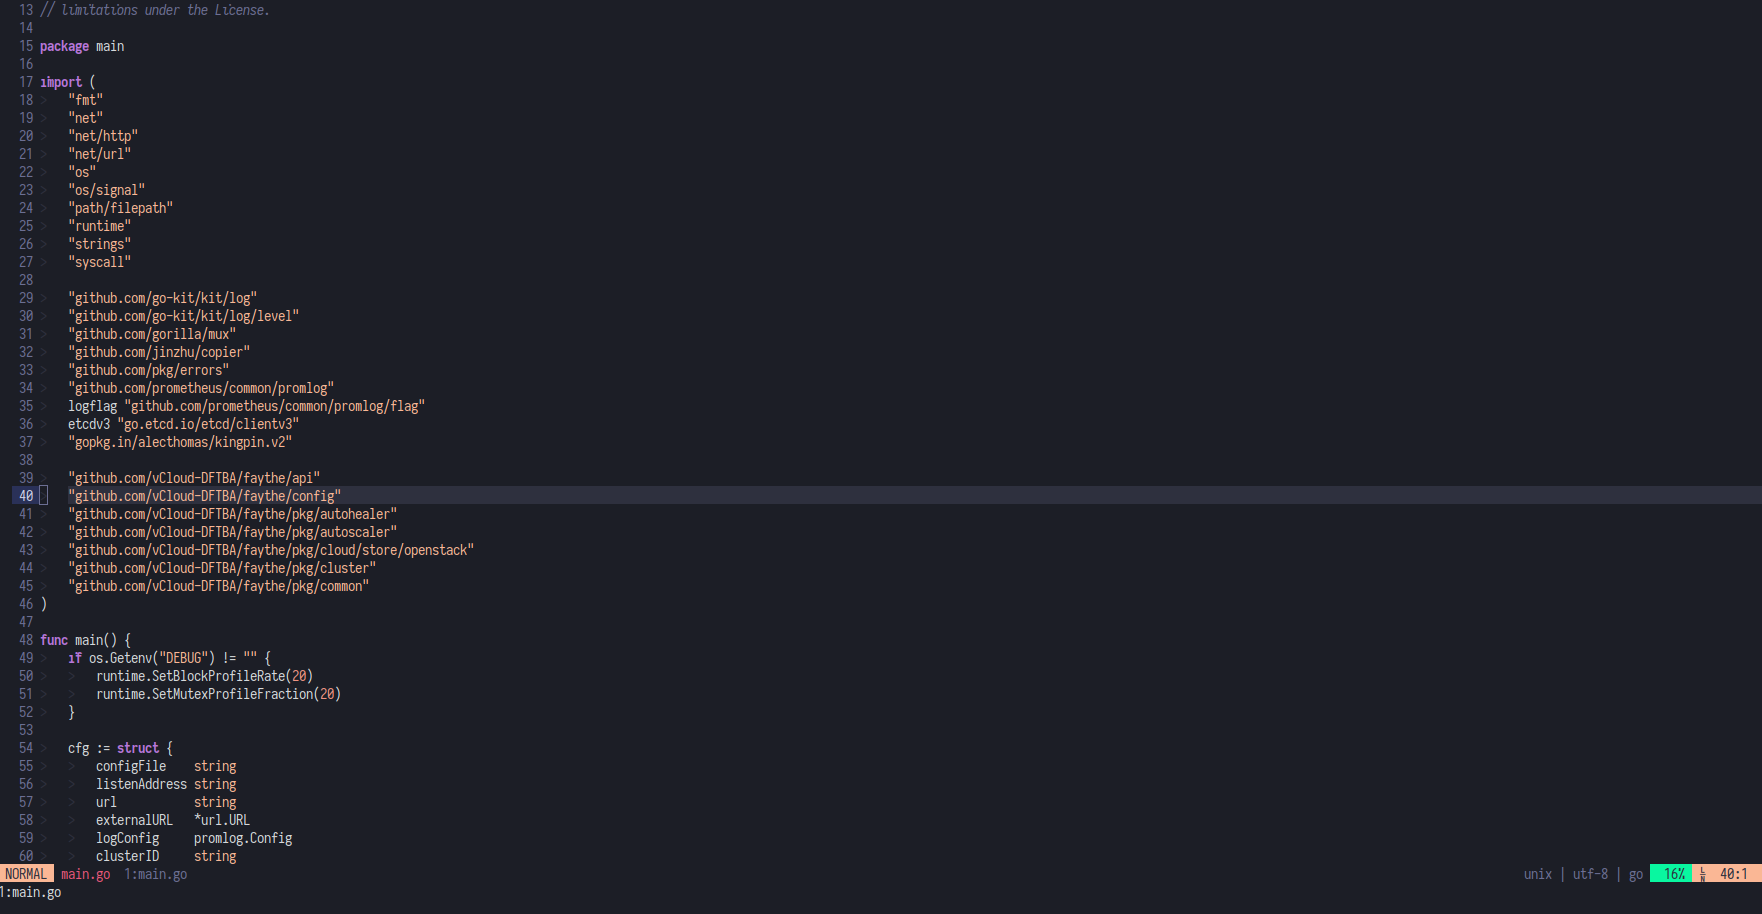 13 // limitations under the License.
14
15 package main
16
17 import (
18 > "fmt"
19 > "net"
20 > "net/http"
21 > "net/url"
22 > "os"
23 > "os/signal"
24 > "path/filepath"
25 > "runtime"
26 > "strings"
27 > "syscall"
28
29 > "github.com/go-kit/kit/log"
30 > "github.com/go-kit/kit/log/level"
31 > "github.com/gorilla/mux"
32 > "github.com/jinzhu/copier"
33 > "github.com/pkg/errors"
34 > "github.com/prometheus/common/promlog"
35 > logflag "github.com/prometheus/common/promlog/flag"
36 > etcdv3 "go.etcd.io/etcd/clientv3"
37 > "gopkg.in/alecthomas/kingpin.v2"
38
39 > "github.com/vCloud-DFTBA/faythe/api"
40 > "github.com/vCloud-DFTBA/faythe/config"
41 > "github.com/vCloud-DFTBA/faythe/pkg/autohealer"
42 > "github.com/vCloud-DFTBA/faythe/pkg/autoscaler"
43 > "github.com/vCloud-DFTBA/faythe/pkg/cloud/store/openstack"
44 > "github.com/vCloud-DFTBA/faythe/pkg/cluster"
45 > "github.com/vCloud-DFTBA/faythe/pkg/common"
46 )
47
48 func main() {
49 > if os.Getenv("DEBUG") != "" {
50 > > runtime.SetBlockProfileRate(20)
51 > > runtime.SetMutexProfileFraction(20)
52 > }
53
54 > cfg := struct {
55 > > configFile string
56 > > listenAddress string
57 > > url string
58 > > externalURL *url.URL
59 > > logConfig promlog.Config
60 > > clusterID string
NORMAL main.go 1:main.go unix | utf-8 | go 16% LN 40:1
1:main.go